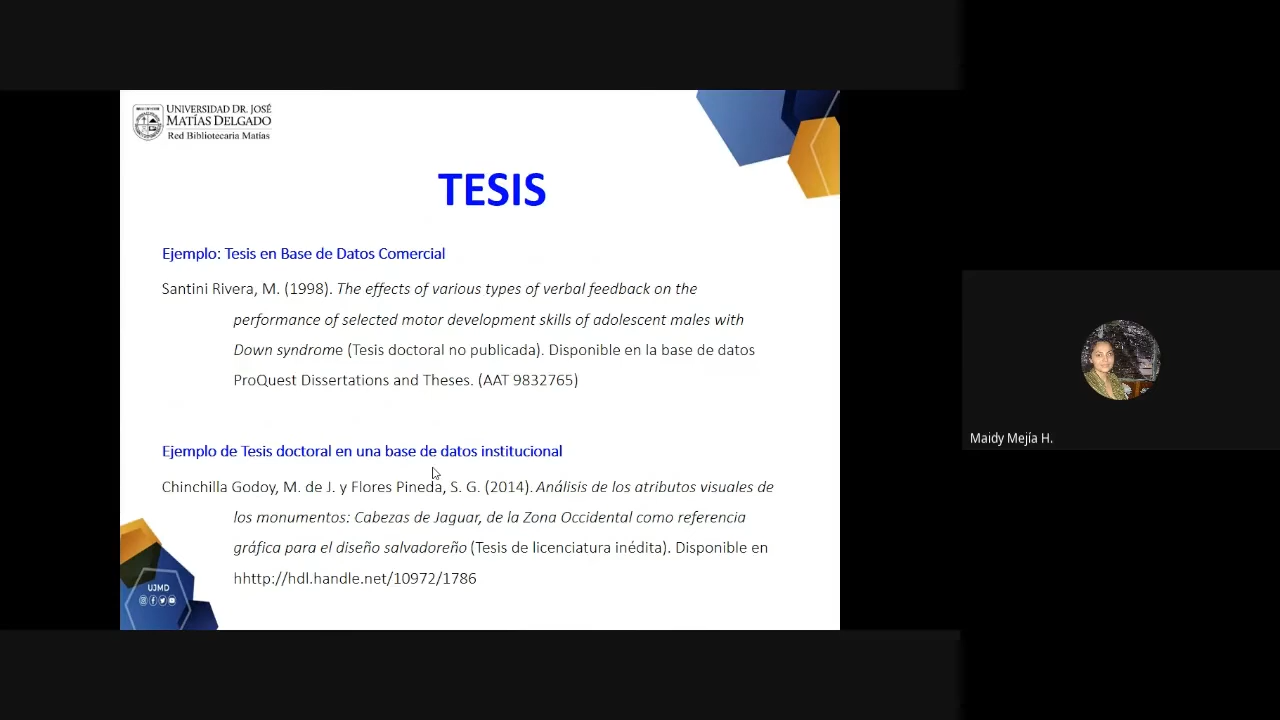 UNIVERSIDAD DR. JOSÉ
MATÍAS DELGADO
Red Bibliotecaria Matías
TESIS
Ejemplo: Tesis en Base de Datos Comercial
Santini Rivera, M. (1998). The effects of various types of verbal feedback on the
performance of selected motor development skills of adolescent males with
Down syndrome (Tesis doctoral no publicada). Disponible en la base de datos
ProQuest Dissertations and Theses. (AAT 9832765)
Ejemplo de Tesis doctoral en una base de datos institucional
Chinchilla Godoy, M. de J. y Flores Pineda, S. G. (2014). Análisis de los atributos visuales de
los monumentos: Cabezas de Jaguar, de la Zona Occidental como referencia
gráfica para el diseño salvadoreño (Tesis de licenciatura inédita). Disponible en
hhttp://hdl.handle.net/10972/1786
UJMD
Maidy Mejía H.